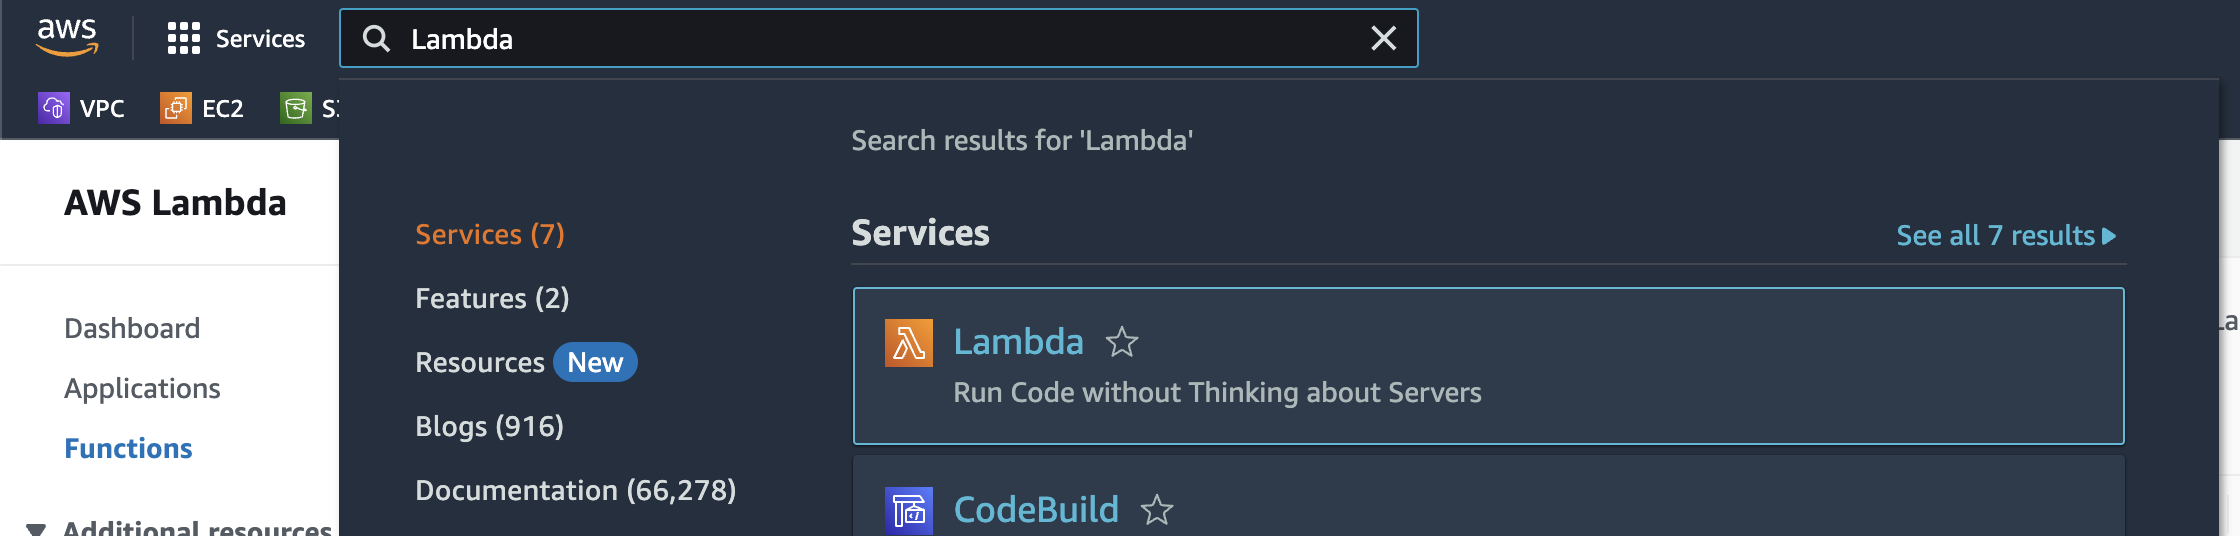 aws
Services
Lambda
VPC
EC2
Search results for 'Lambda'
AWS Lambda
Dashboard
Applications
Functions
Additional resources
Services (7)
Features (2)
Resources New
Blogs (916)
Documentation (66,278)
Services
See all 7 results
Lambda
Run Code without Thinking about Servers
CodeBuild